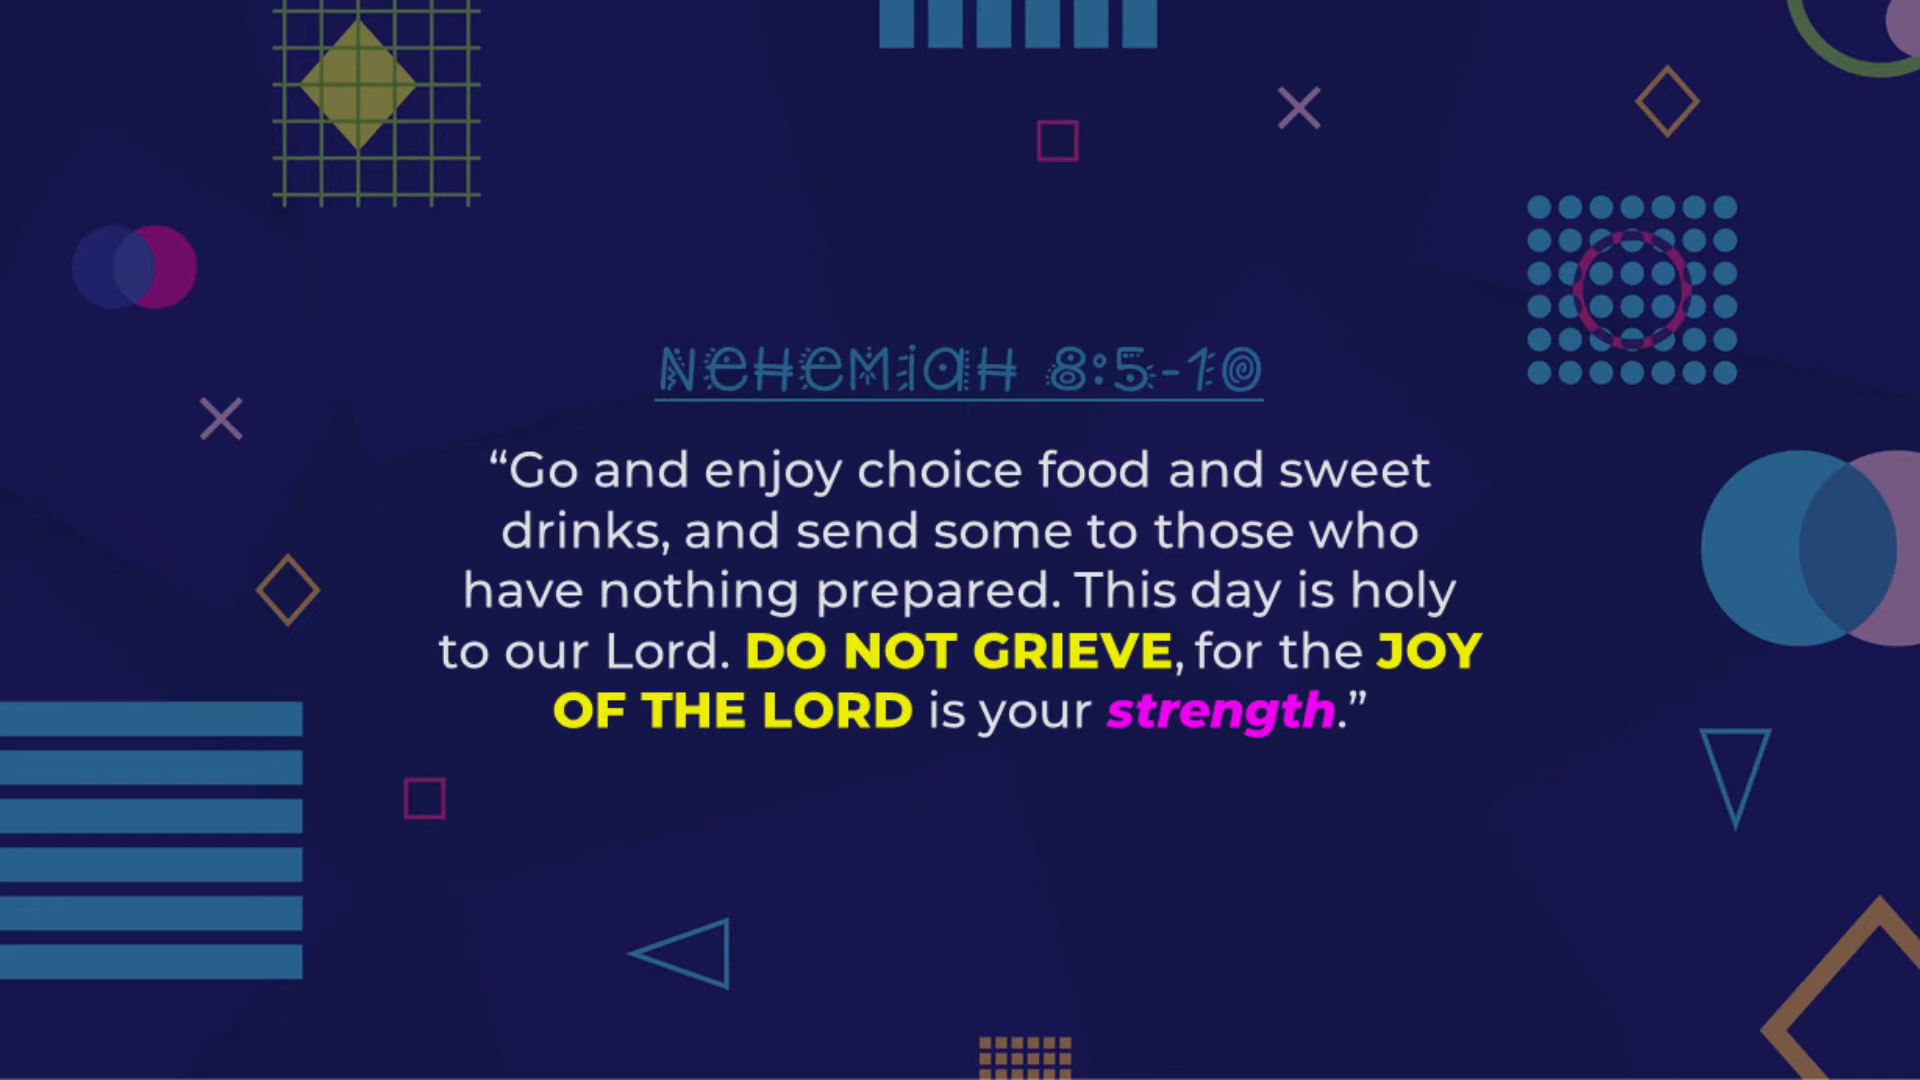 NEHEMIAH 8:5-10
“Go and enjoy choice food and sweet
drinks, and send some to those who
have nothing prepared. This day is holy
to our Lord. DO NOT GRIEVE, for the JOY
OF THE LORD is your strength.”